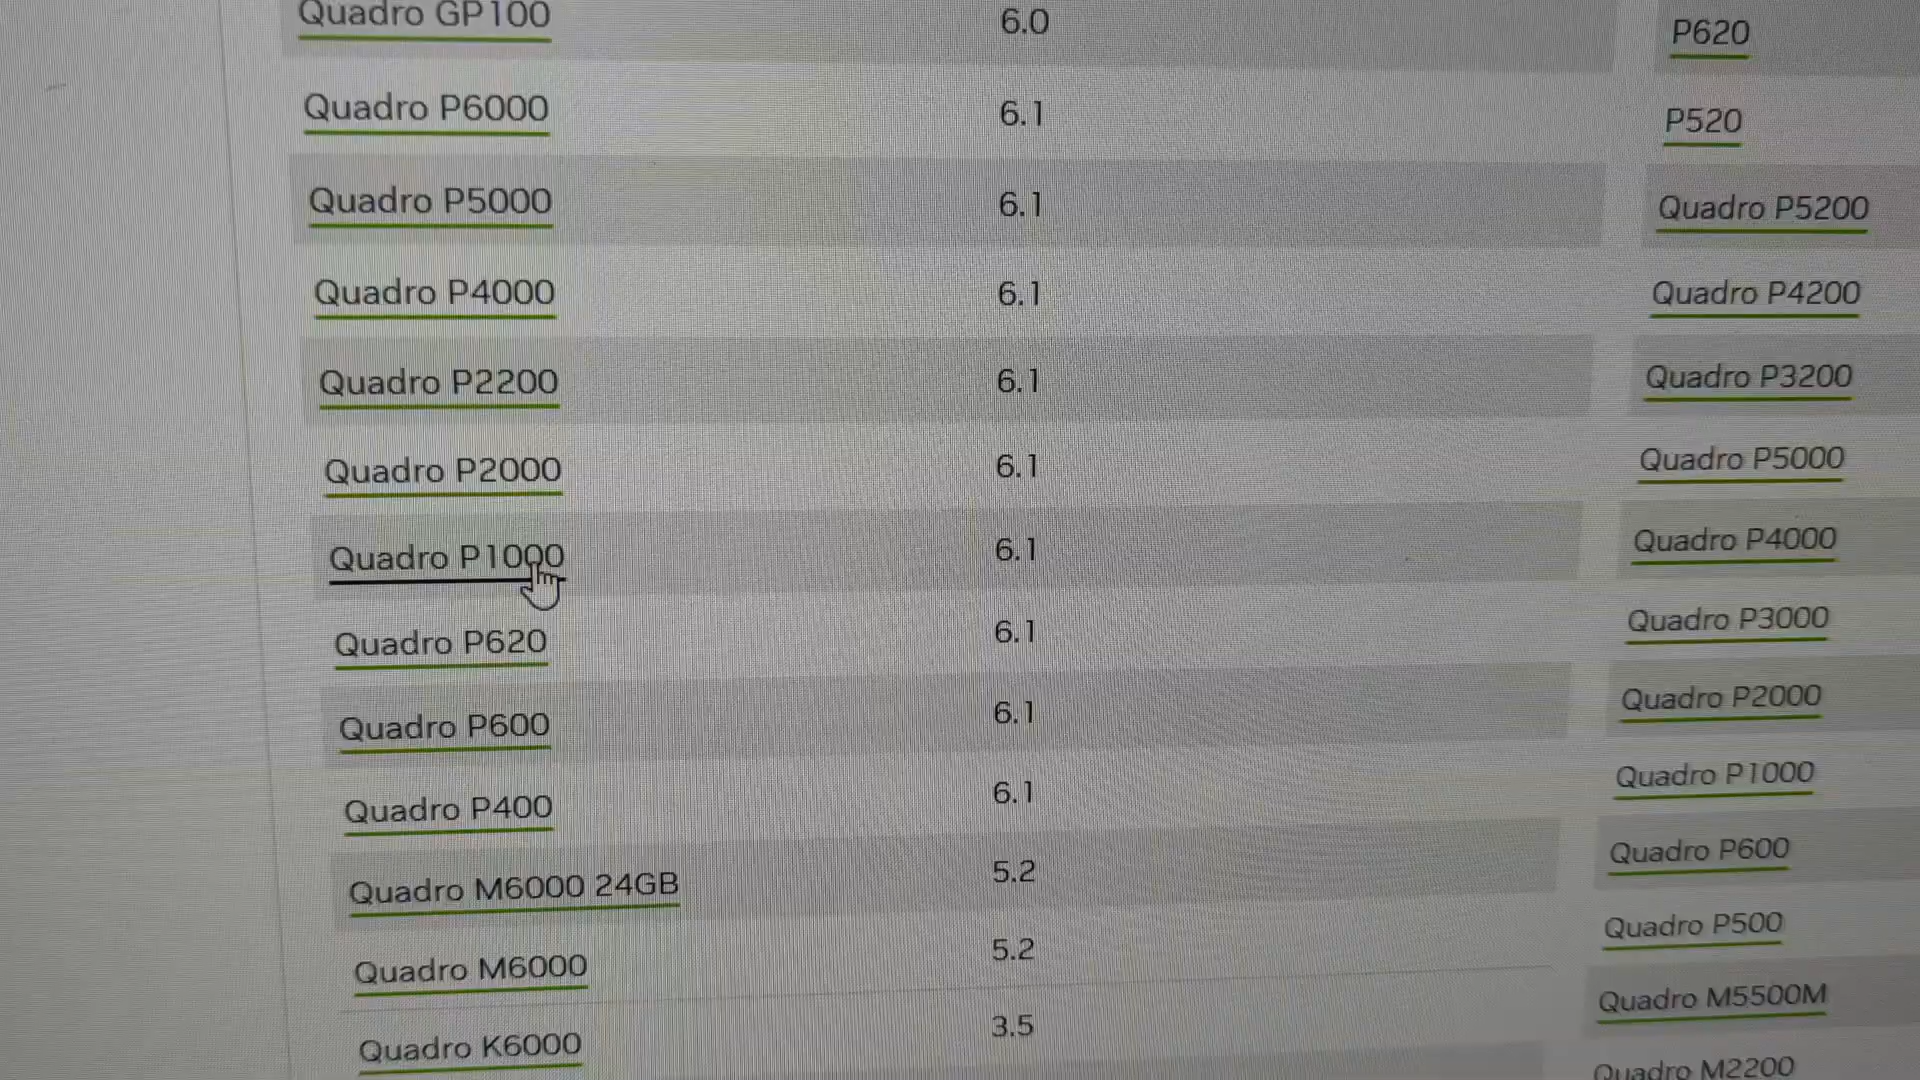 Quadro GP100 6.0
Quadro P6000 6.1
Quadro P5000 6.1
Quadro P4000 6.1
Quadro P2200 6.1
Quadro P2000 6.1
Quadro P1000 6.1
Quadro P620 6.1
Quadro P600 6.1
Quadro P400 6.1
Quadro M6000 24GB 5.2
Quadro M6000 5.2
Quadro K6000 3.5
P620
P520
Quadro P5200
Quadro P4200
Quadro P3200
Quadro P5000
Quadro P4000
Quadro P3000
Quadro P2000
Quadro P1000
Quadro P600
Quadro P500
Quadro M5500M
Quadro M2200